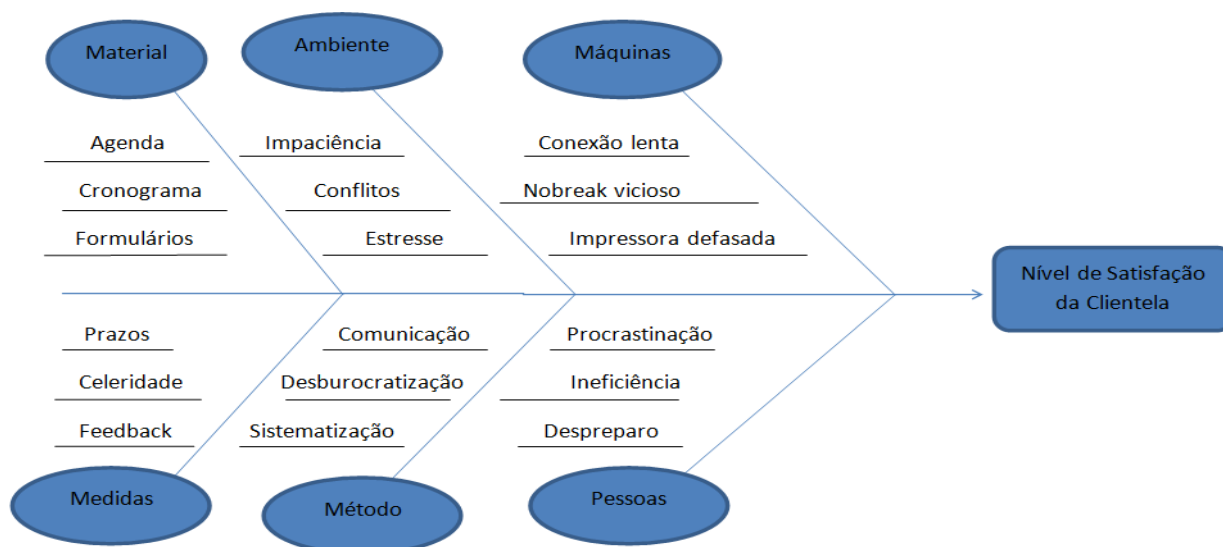 Material
Ambiente
Máquinas
Agenda
Impaciência
Conexão lenta
Cronograma
Conflitos
Nobreak vicioso
Formulários
Estresse
Impressora defasada
Nível de Satisfação
da Clientela
Prazos
Comunicação
Procrastinação
Celeridade
Desburocratização
Ineficiência
Feedback
Sistematização
Despreparo
Medidas
Método
Pessoas